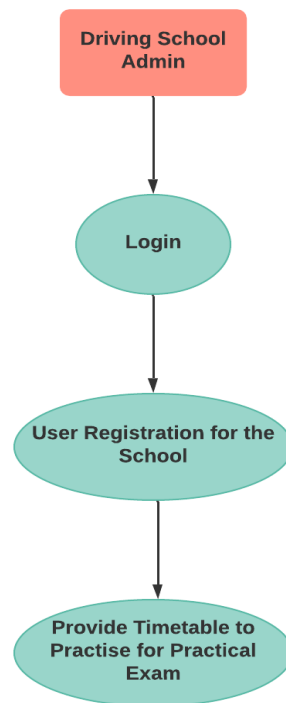 Driving School
Admin
Login
User Registration for the
School
Provide Timetable to
Practise for Practical
Exam